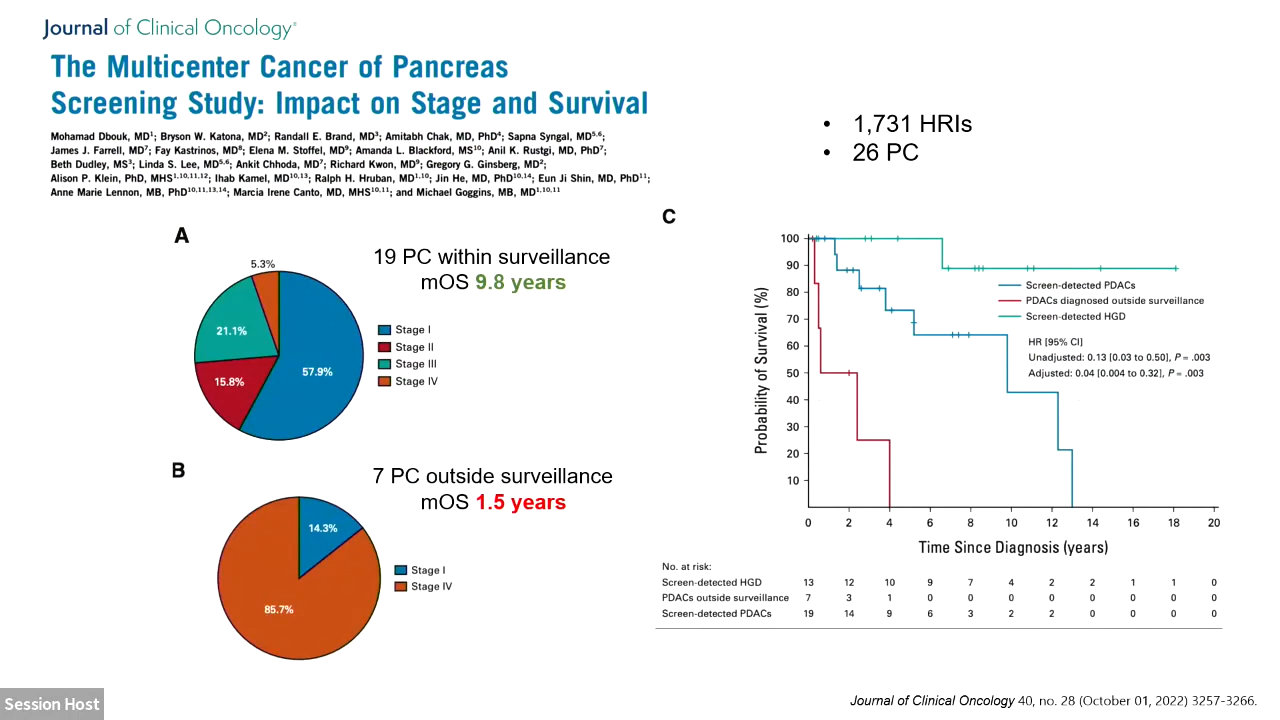 Journal of Clinical Oncology®
The Multicenter Cancer of Pancreas
Screening Study: Impact on Stage and Survival
Mohamad Dbouk, MD1; Bryson W. Katona, MD2; Randall E. Brand, MD3; Amitabh Chak, MD, PhD4; Sapna Syngal, MD5,6;
James J. Farrell, MD7; Fay Kastrinos, MD8; Elena M. Stoffel, MD9; Amanda L. Blackford, MS10; Anil K. Rustgi, MD, PhD7;
Beth Dudley, MS3; Linda S. Lee, MD5,6; Ankit Chhoda, MD7; Richard Kwon, MD9; Gregory G. Ginsberg, MD2;
Alison P. Klein, PhD, MHS1,10,11,12; Ihab Kamel, MD10,13; Ralph H. Hruban, MD1,10; Jin He, MD, PhD10,14; Eun Ji Shin, MD, PhD11;
Anne Marie Lennon, MB, PhD10,11,13,14; Marcia Irene Canto, MD, MHS10,11; and Michael Goggins, MB, MD1,10,11
• 1,731 HRIs
• 26 PC
A
19 PC within surveillance
mOS 9.8 years
5.3%
21.1%
15.8%
57.9%
Stage I
Stage II
Stage III
Stage IV
B
7 PC outside surveillance
mOS 1.5 years
14.3%
85.7%
Stage I
Stage IV
C
Probability of Survival (%)
100
90
80
70
60
50
40
30
20
10
Screen-detected PDACs
PDACs diagnosed outside surveillance
Screen-detected HGD
HR [95% CI]
Unadjusted: 0.13 [0.03 to 0.50], P = .003
Adjusted: 0.04 [0.004 to 0.32], P = .003
0 2 4 6 8 10 12 14 16 18 20
Time Since Diagnosis (years)
No. at risk:
Screen-detected HGD 13 12 10 9 7 4 2 2 1 1 0
PDACs outside surveillance 7 3 1 0 0 0 0 0 0 0 0
Screen-detected PDACs 19 14 9 6 3 2 2 0 0 0 0
Session Host
Journal of Clinical Oncology 40, no. 28 (October 01, 2022) 3257-3266.